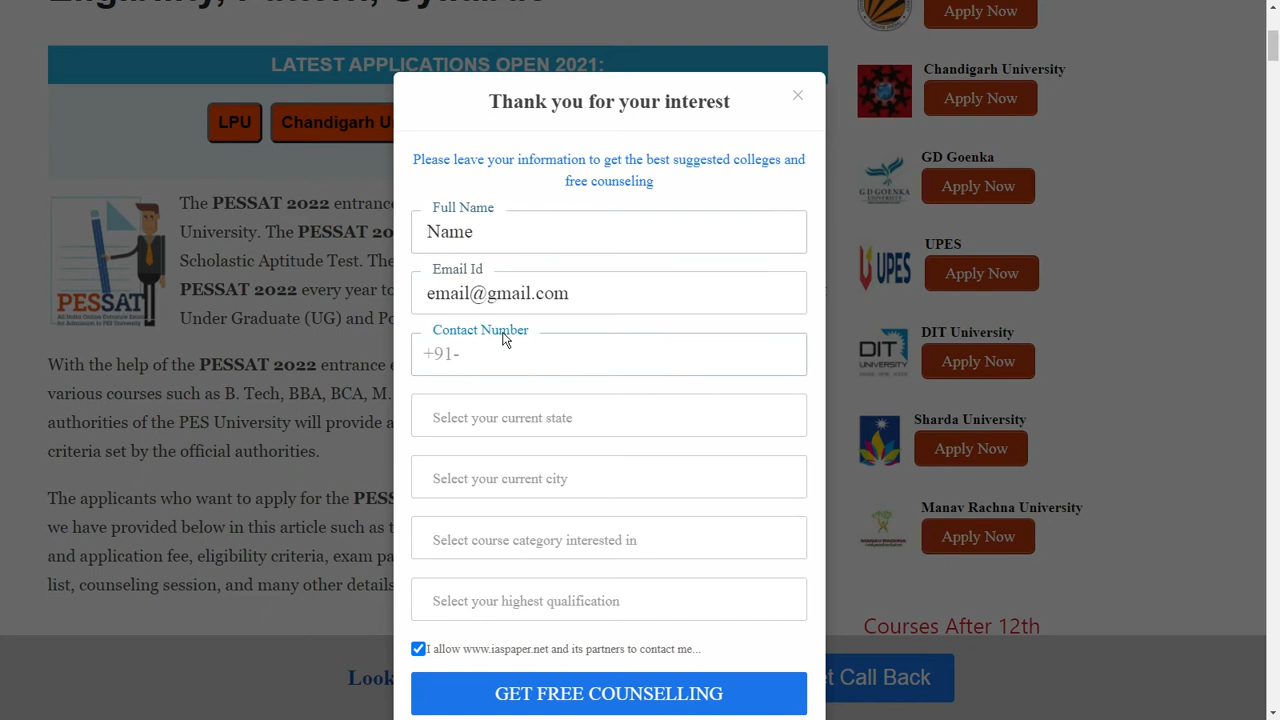 LATEST APPLICATIONS OPEN 2021:
LPU
Chandigarh U
PESSAT
The PESSAT 2022 entrance
University. The PESSAT 20
Scholastic Aptitude Test. The
PESSAT 2022 every year to
Under Graduate (UG) and Po
With the help of the PESSAT 2022 entrance e
various courses such as B. Tech, BBA, BCA, M.
authorities of the PES University will provide a
criteria set by the official authorities.
The applicants who want to apply for the PESS
we have provided below in this article such as t
and application fee, eligibility criteria, exam pa
list, counseling session, and many other details
Look
Thank you for your interest
×
Please leave your information to get the best suggested colleges and
free counseling
Full Name
Name
Email Id
email@gmail.com
Contact Number
+91-
Select your current state
Select your current city
Select course category interested in
Select your highest qualification
I allow www.iaspaper.net and its partners to contact me...
GET FREE COUNSELLING
t Call Back
Apply Now
Chandigarh University
Apply Now
GD Goenka
G D GOENKA
UNIVERSITY
Apply Now
UPES
UPES
Apply Now
DIT University
DIT
UNIVERSITY
Apply Now
Sharda University
Apply Now
Manav Rachna University
Apply Now
Courses After 12th